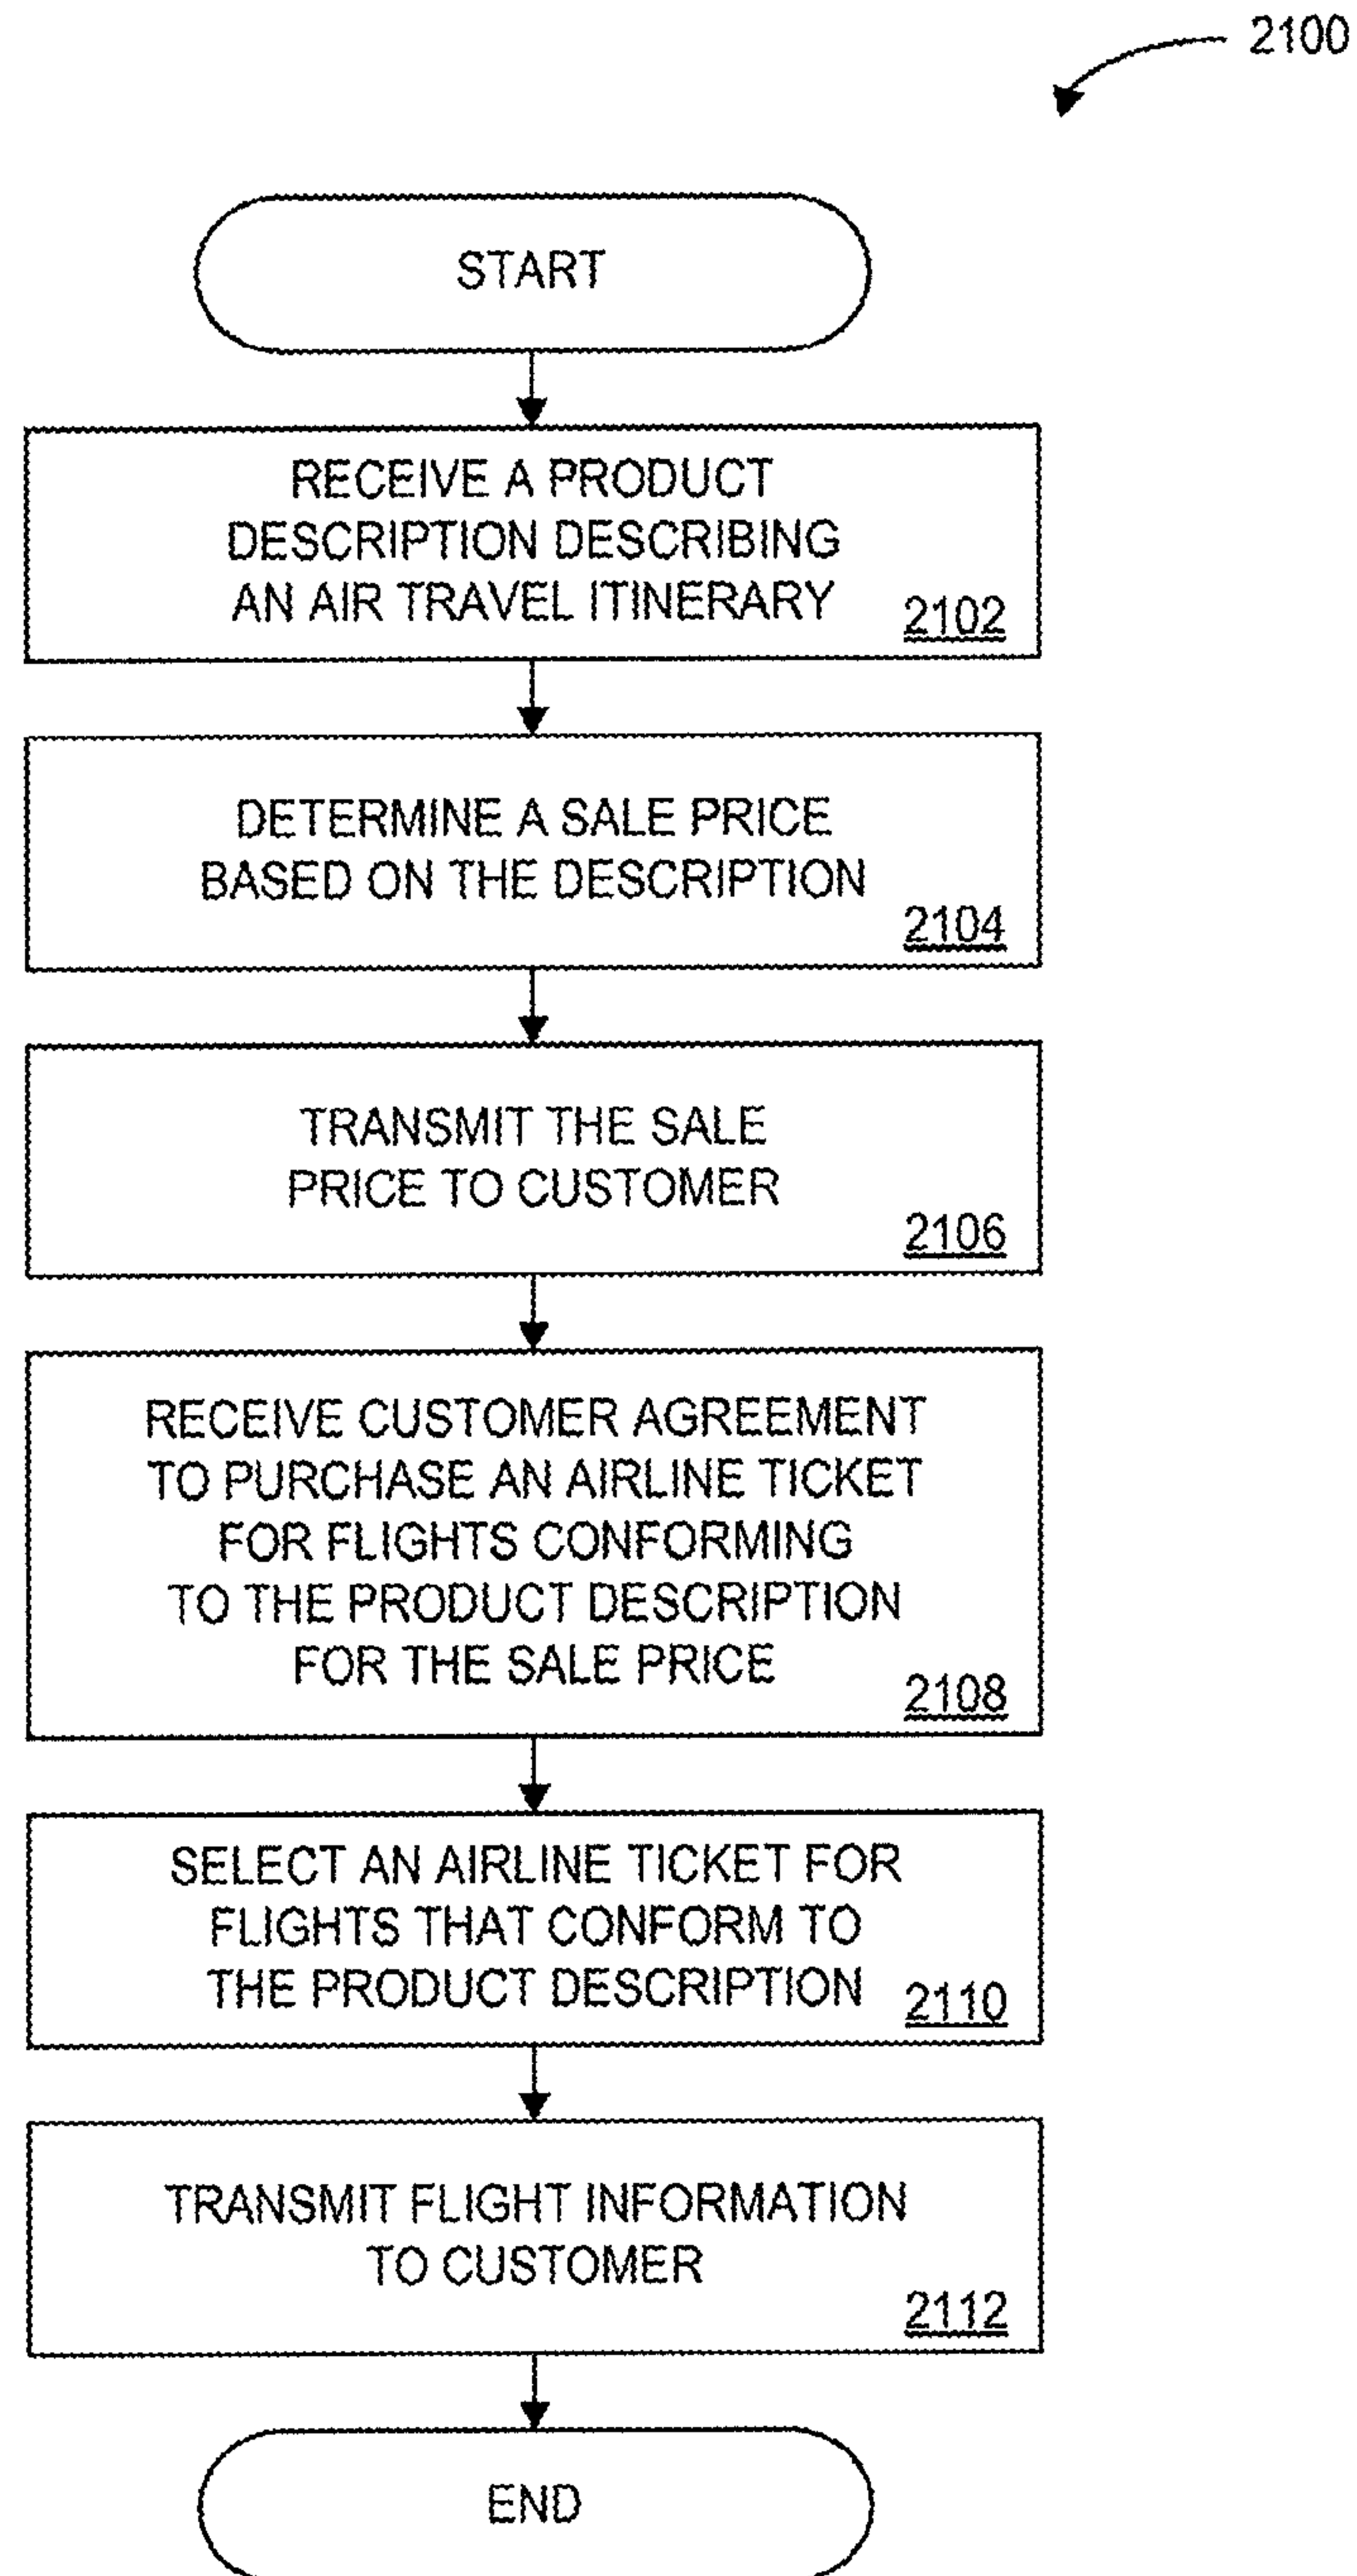 2100
START
RECEIVE A PRODUCT
DESCRIPTION DESCRIBING
AN AIR TRAVEL ITINERARY
2102
DETERMINE A SALE PRICE
BASED ON THE DESCRIPTION
2104
TRANSMIT THE SALE
PRICE TO CUSTOMER
2106
RECEIVE CUSTOMER AGREEMENT
TO PURCHASE AN AIRLINE TICKET
FOR FLIGHTS CONFORMING
TO THE PRODUCT DESCRIPTION
FOR THE SALE PRICE
2108
SELECT AN AIRLINE TICKET FOR
FLIGHTS THAT CONFORM TO
THE PRODUCT DESCRIPTION
2110
TRANSMIT FLIGHT INFORMATION
TO CUSTOMER
2112
END